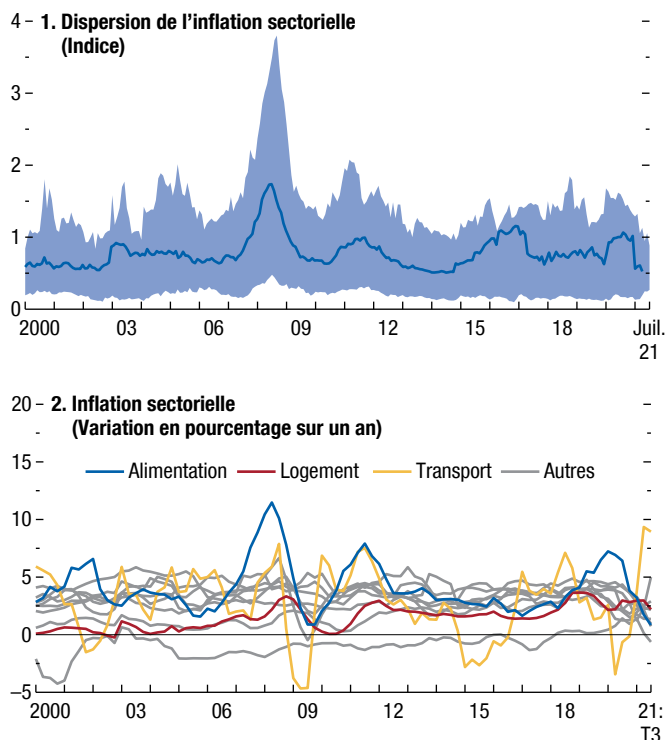 1. Dispersion de l'inflation sectorielle
(Indice)
4
3
2
1
0
2000 03 06 09 12 15 18 Juil.
21
2. Inflation sectorielle
(Variation en pourcentage sur un an)
Alimentation Logement Transport Autres
20
15
10
5
0
–5
2000 03 06 09 12 15 18 21:
T3